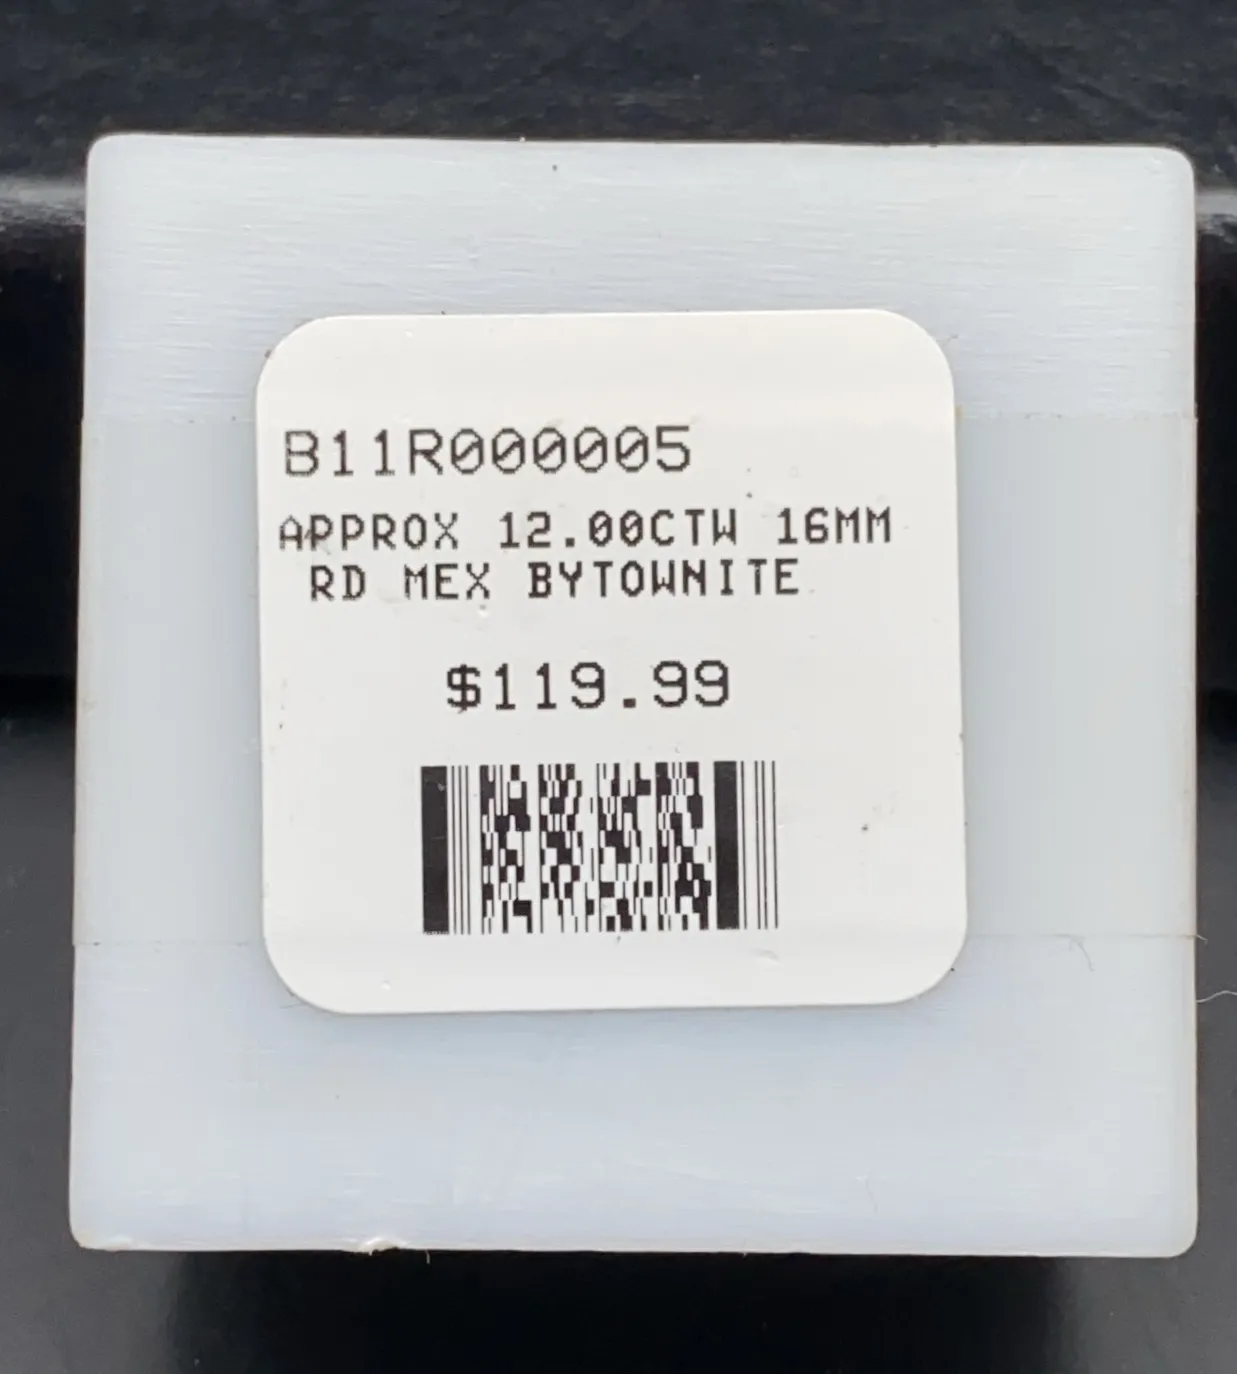 B11R000005
APPROX 12.00CTW 16MM
RD MEX BYTOWNITE
$119.99